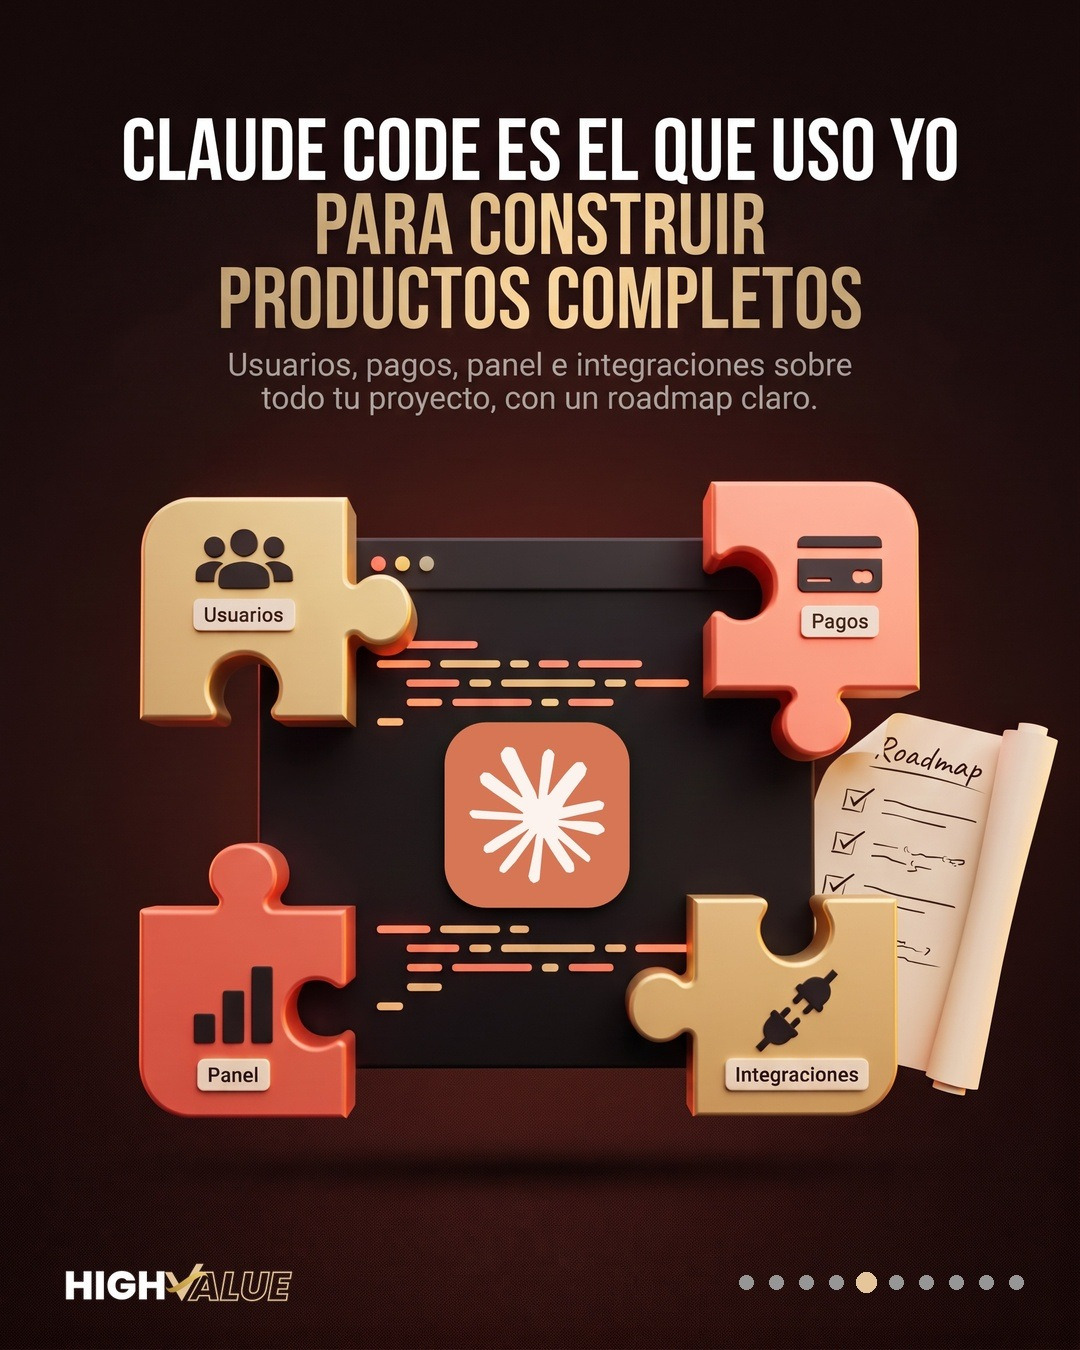 CLAUDE CODE ES EL QUE USO YO
PARA CONSTRUIR
PRODUCTOS COMPLETOS
Usuarios, pagos, panel e integraciones sobre
todo tu proyecto, con un roadmap claro.
Usuarios
Pagos
Roadmap
Panel
Integraciones
HIGHVALUE